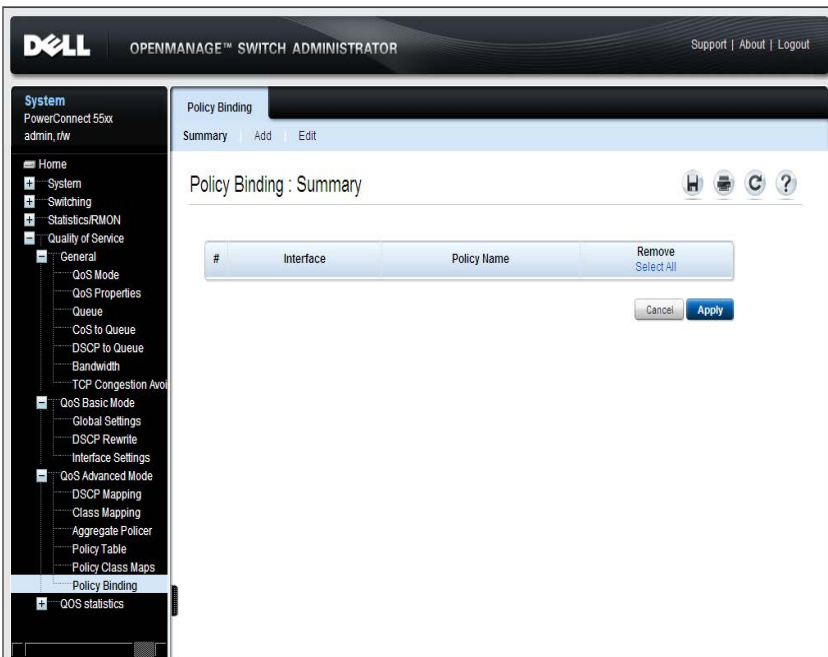 DELL
OPENMANAGE™ SWITCH ADMINISTRATOR
Support | About | Logout
System
PowerConnect 55xx
admin, r/w
Home
System
Switching
Statistics/RMON
Quality of Service
General
QoS Mode
QoS Properties
Queue
CoS to Queue
DSCP to Queue
Bandwidth
TCP Congestion Avoi
QoS Basic Mode
Global Settings
DSCP Rewrite
Interface Settings
QoS Advanced Mode
DSCP Mapping
Class Mapping
Aggregate Policer
Policy Table
Policy Class Maps
Policy Binding
QOS statistics
Policy Binding
Summary Add Edit
Policy Binding : Summary
H C ?
# Interface Policy Name Remove
Select All
Cancel Apply